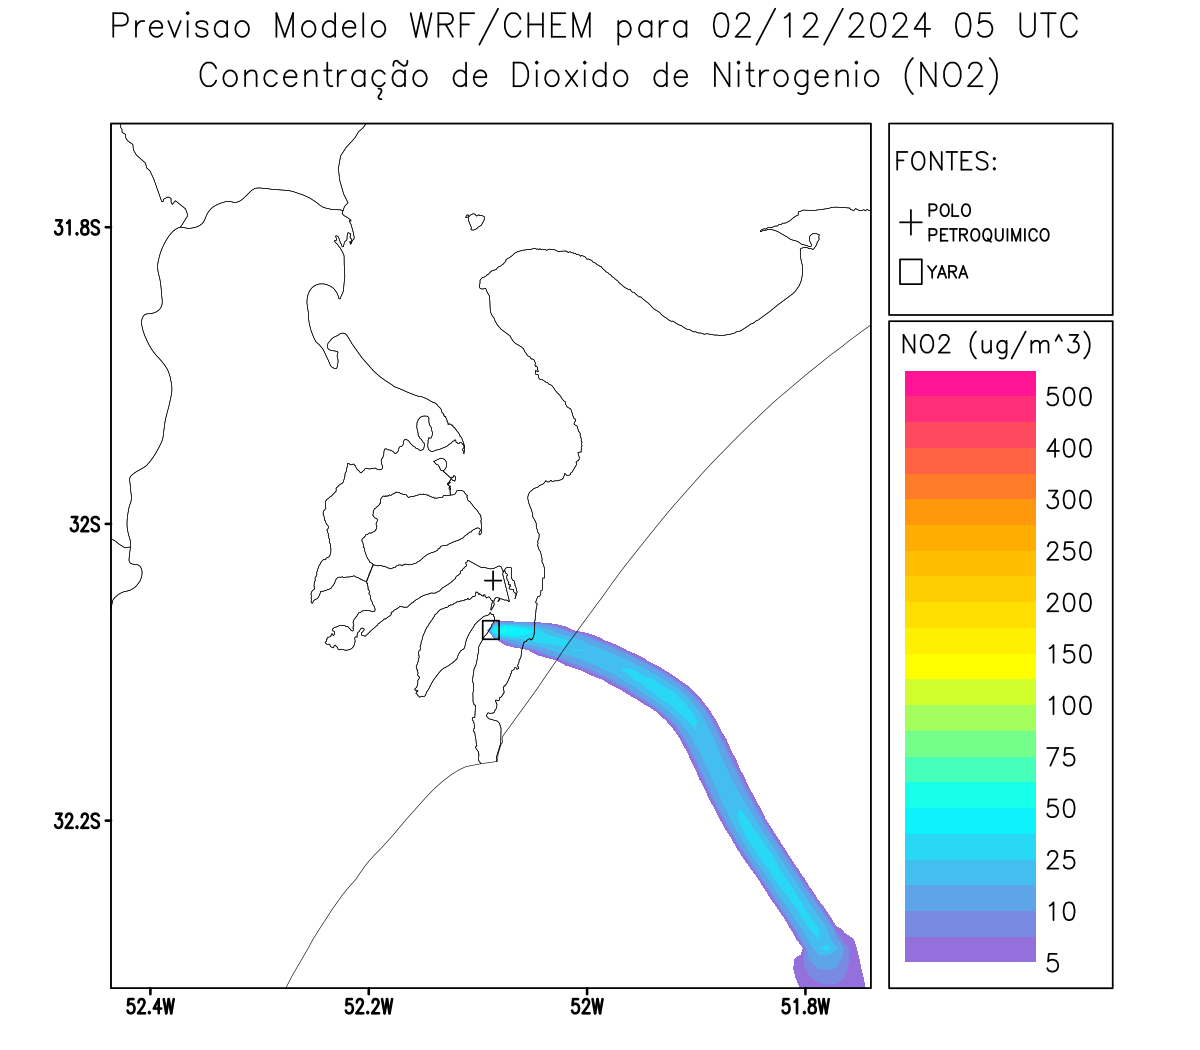 Previsao Modelo WRF/CHEM para 02/12/2024 05 UTC
Concentração de Dioxido de Nitrogenio (NO2)
FONTES:
POLO
PETROQUIMICO
YARA
NO2 (ug/m^3)
500
400
300
250
200
150
100
75
50
25
10
5
31.8S
32S
32.2S
52.4W
52.2W
52W
51.8W